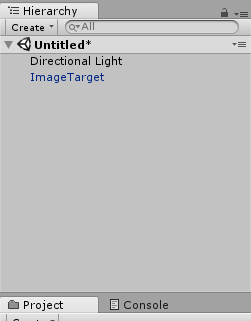 Hierarchy
Create All
Untitled*
Directional Light
ImageTarget
Project Console